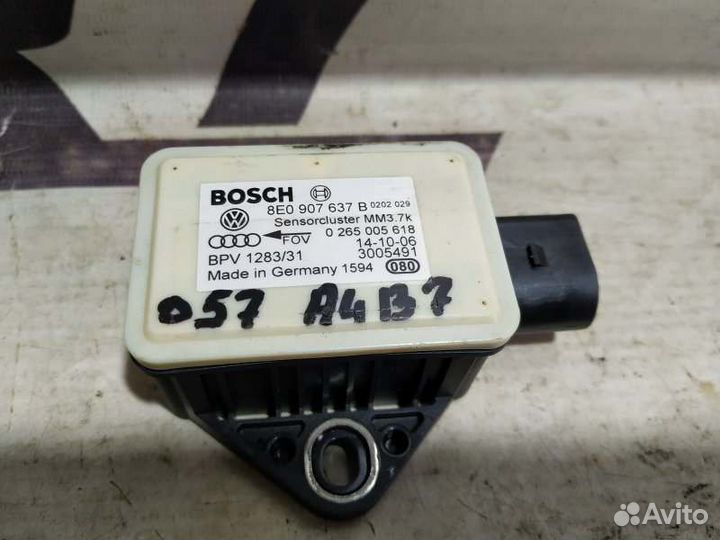 BOSCH
8E0 907 637 B 0202 029
Sensorcluster MM3.7k
FOV 0 265 005 618
14-10-06
BPV 1283/31 3005491
Made in Germany 1594 080
057 A4B7
Avito